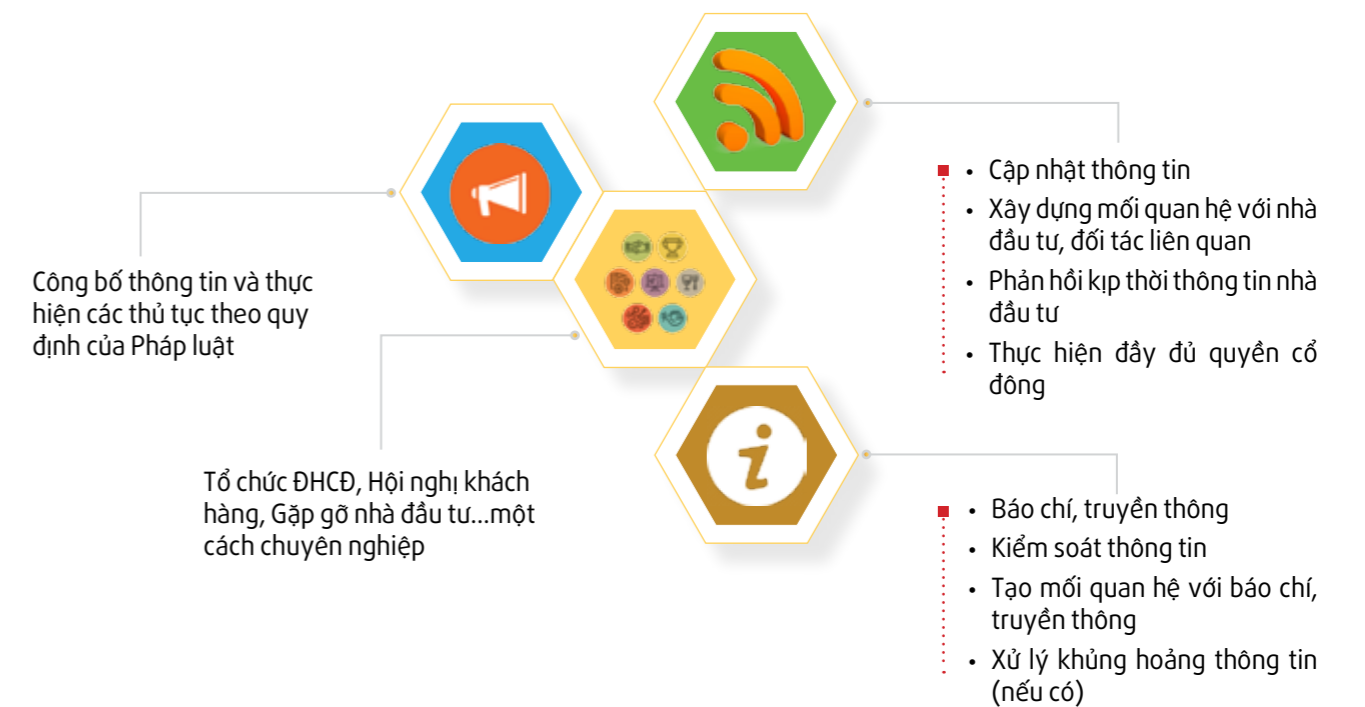 Công bố thông tin và thực
hiện các thủ tục theo quy
định của Pháp luật
Tổ chức ĐHCĐ, Hội nghị khách
hàng, Gặp gỡ nhà đầu tư...một
cách chuyên nghiệp
• Cập nhật thông tin
• Xây dựng mối quan hệ với nhà
đầu tư, đối tác liên quan
• Phản hồi kịp thời thông tin nhà
đầu tư
• Thực hiện đầy đủ quyền cổ
đông
• Báo chí, truyền thông
• Kiểm soát thông tin
• Tạo mối quan hệ với báo chí,
truyền thông
• Xử lý khủng hoảng thông tin
(nếu có)